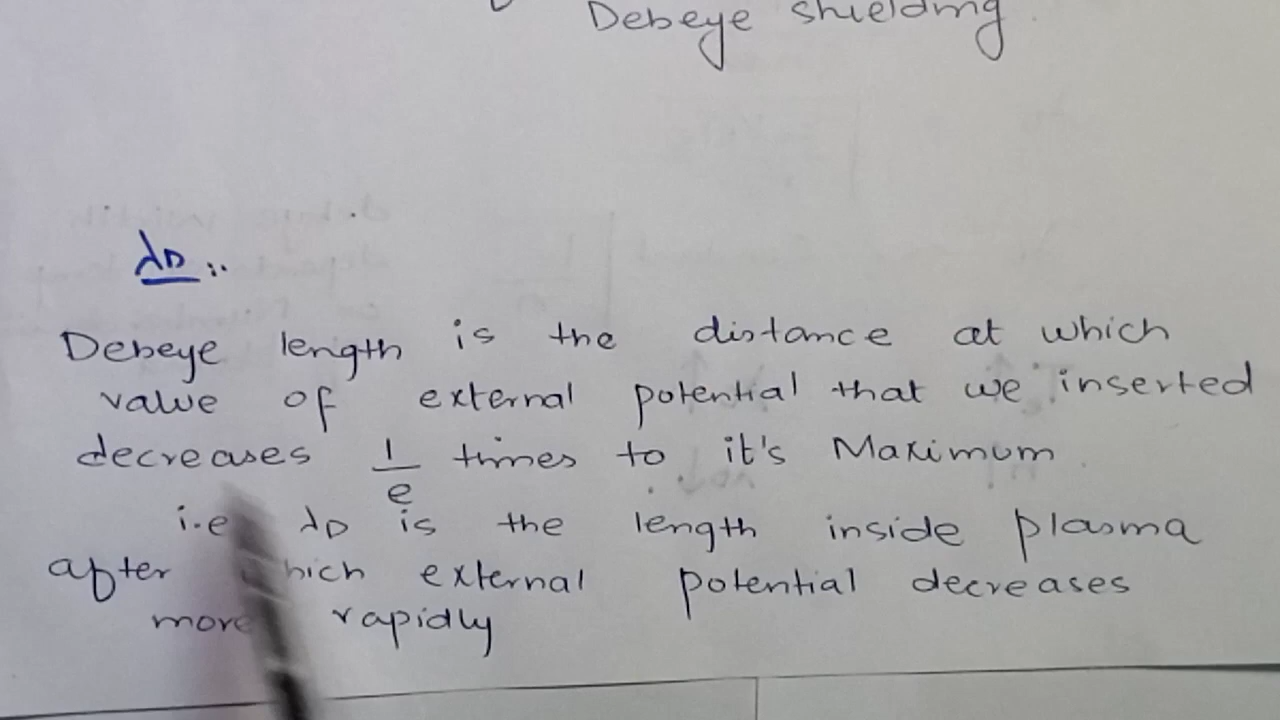 Debeye shielding
λD :.
Debeye length is the distance at which
value of external potential that we inserted
decreases 1/e times to it's Maximum
i.e λD is the length inside plasma
after which external potential decreases
more rapidly